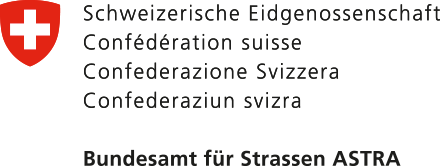 Schweizerische Eidgenossenschaft
Confédération suisse
Confederazione Svizzera
Confederaziun svizra
Bundesamt für Strassen ASTRA